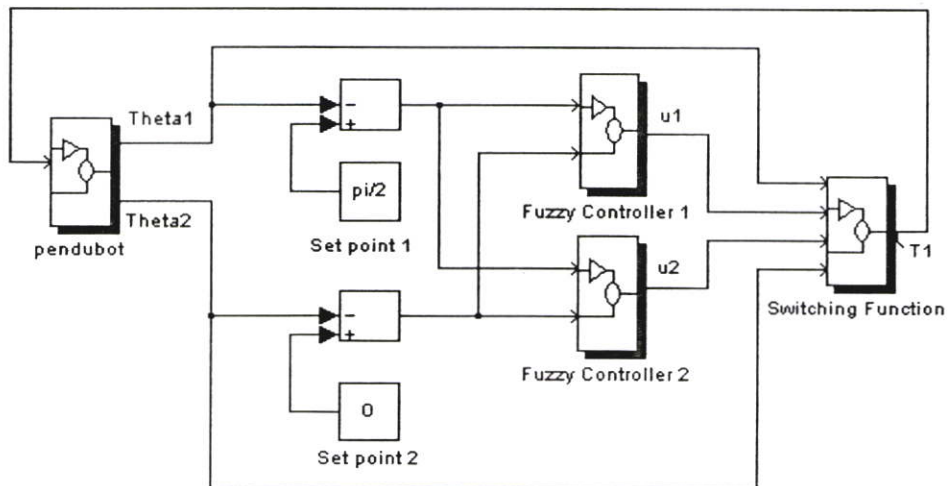 Theta1
Theta2
pendubot
-
+
pi/2
Set point 1
-
+
0
Set point 2
u1
Fuzzy Controller 1
u2
Fuzzy Controller 2
T1
Switching Function